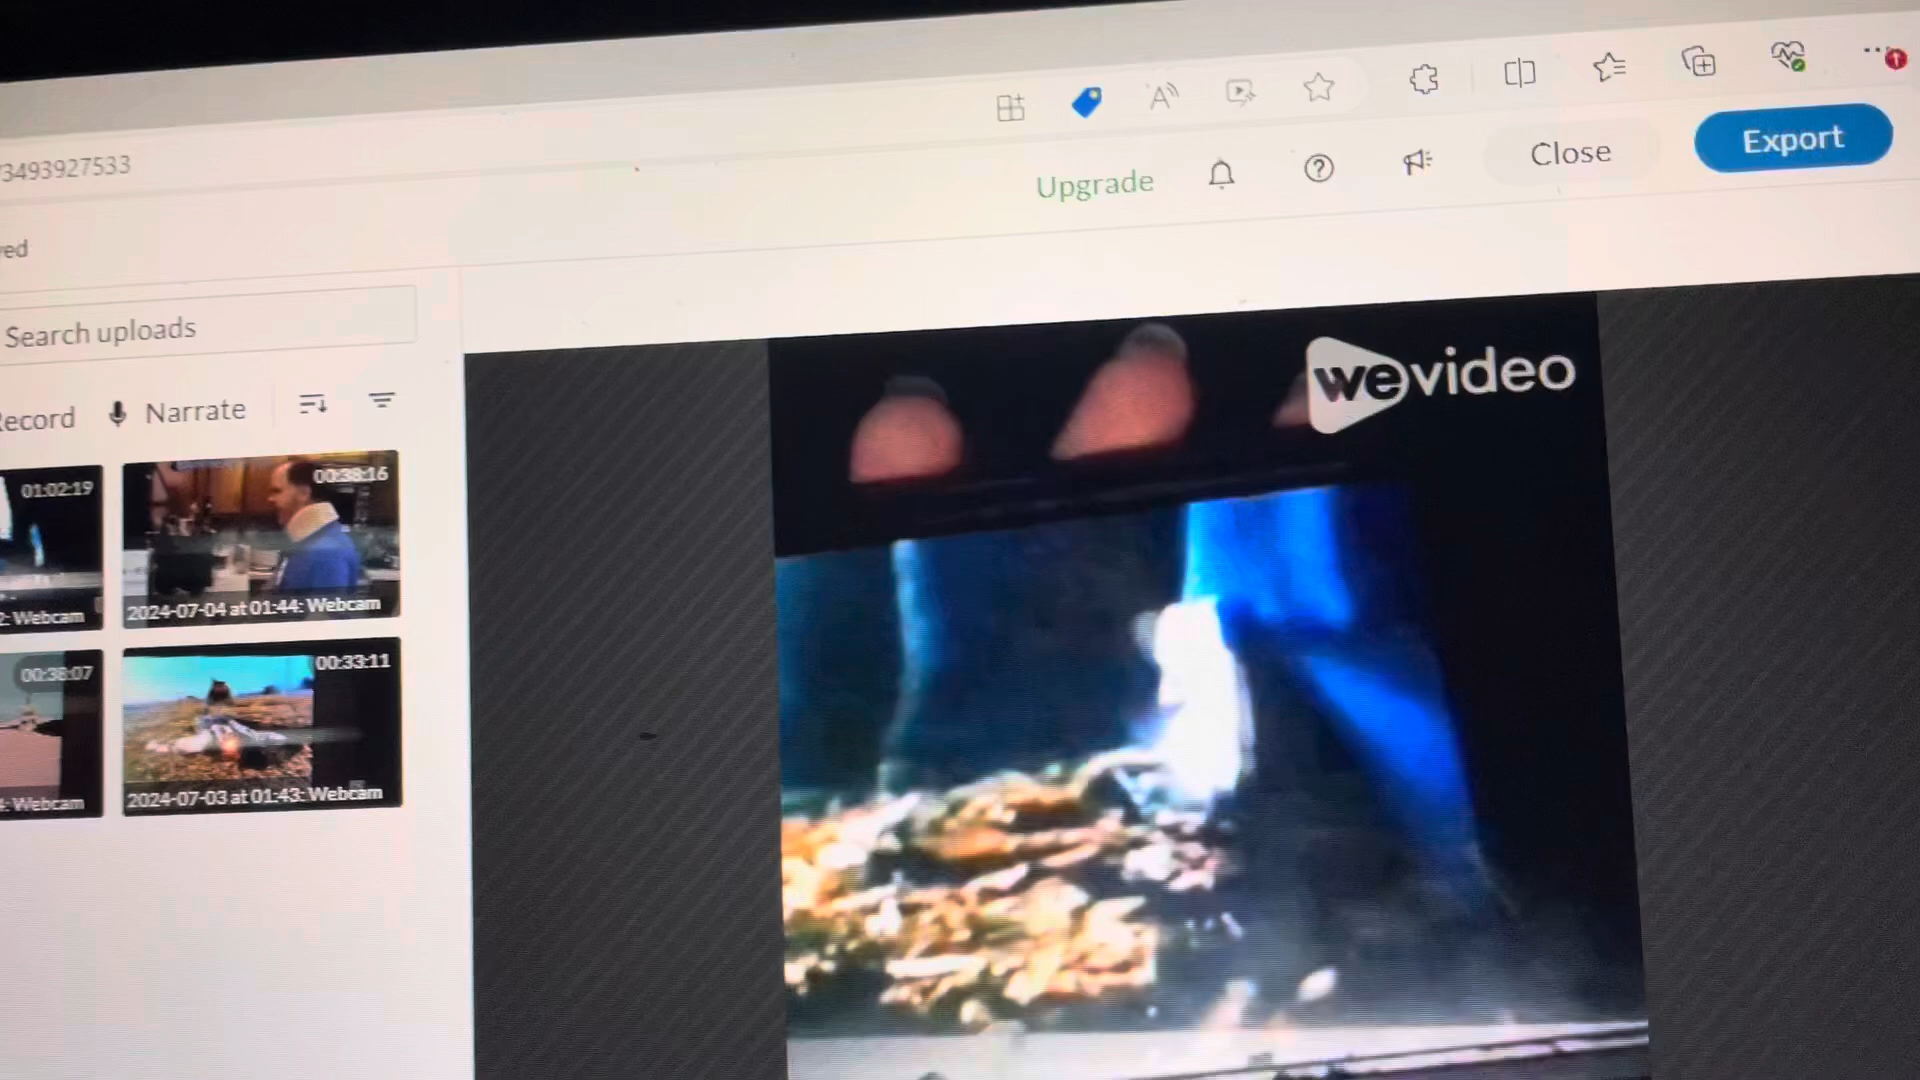 3493927533
Upgrade
Close
Export
Search uploads
wevideo
Record
Narrate
01:02:19
00:38:16
Webcam
2024-07-04 at 01:44: Webcam
00:38:07
00:33:11
Webcam
2024-07-03 at 01:43: Webcam